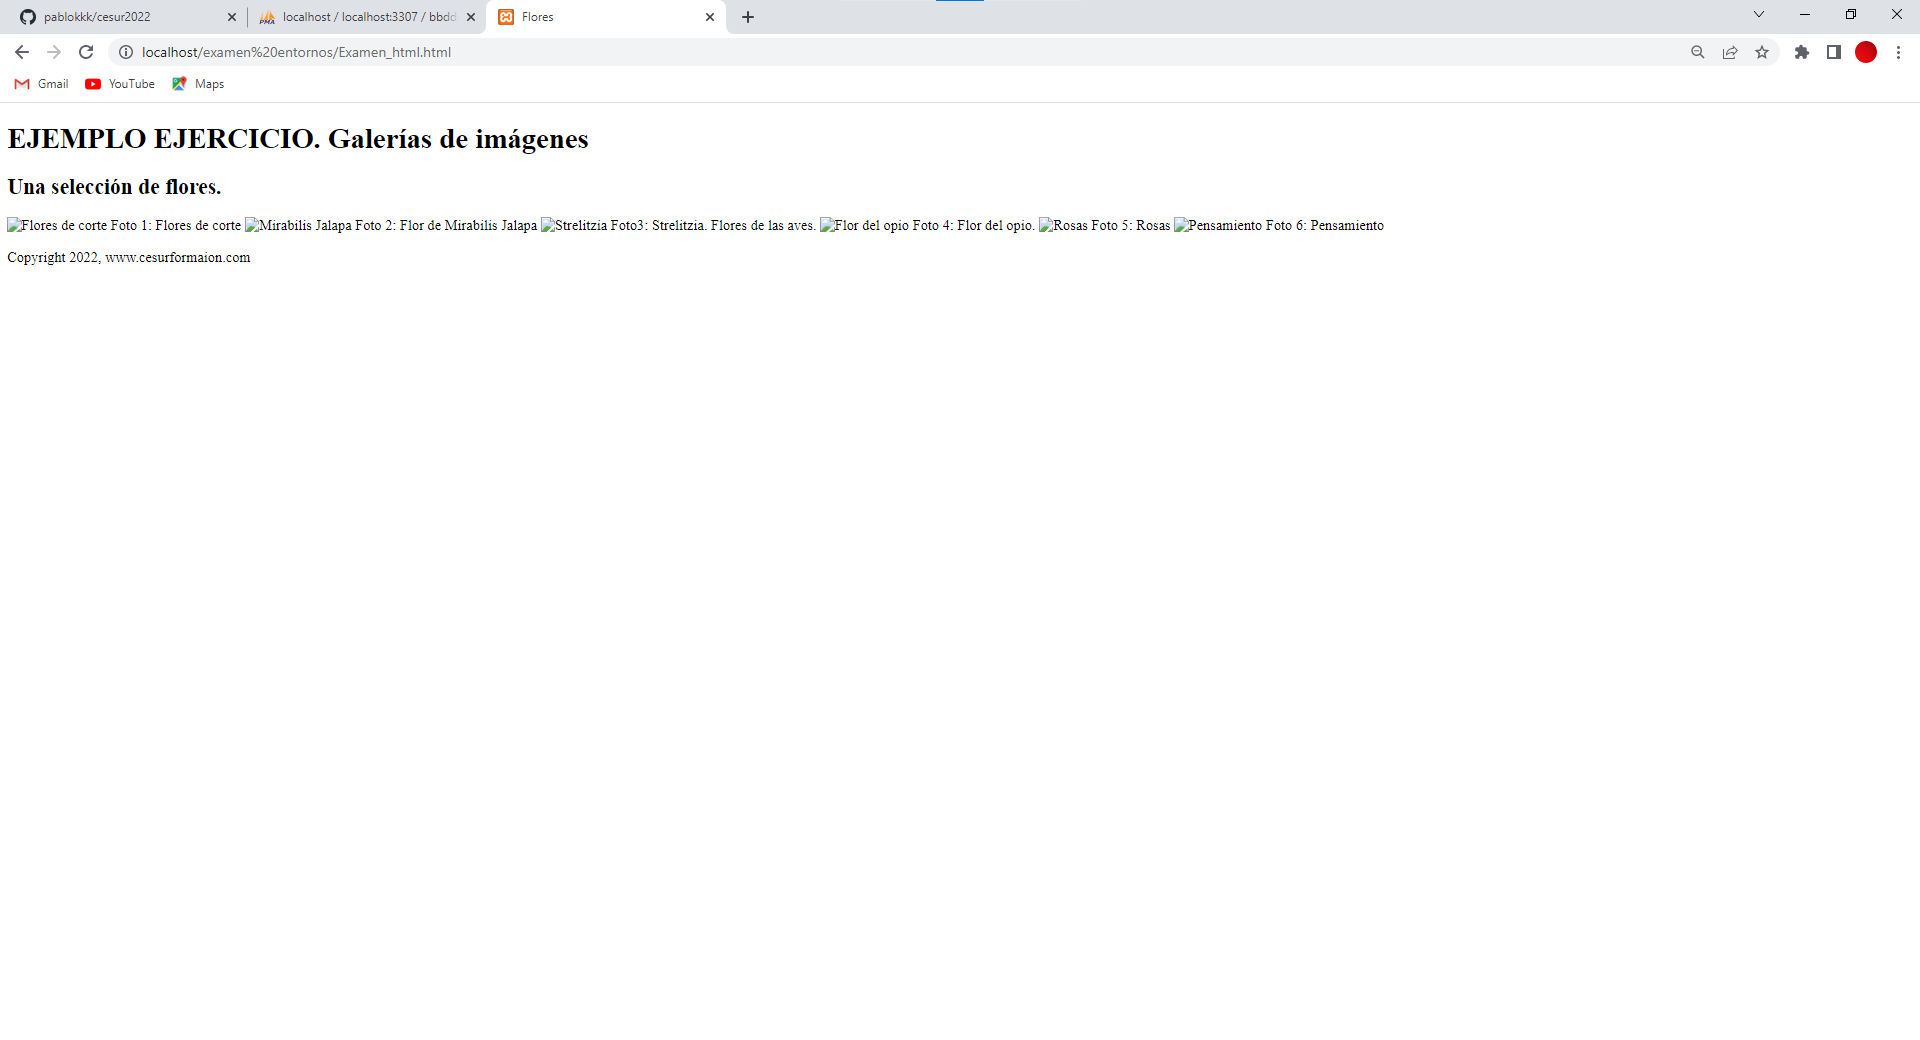 pablokkk/cesur2022
localhost / localhost:3307 / bbdd
Flores
localhost/examen%20entornos/Examen_html.html
Gmail
YouTube
Maps
EJEMPLO EJERCICIO. Galerías de imágenes
Una selección de flores.
Flores de corte Foto 1: Flores de corte Mirabilis Jalapa Foto 2: Flor de Mirabilis Jalapa Strelitzia Foto3: Strelitzia. Flores de las aves. Flor del opio Foto 4: Flor del opio. Rosas Foto 5: Rosas Pensamiento Foto 6: Pensamiento
Copyright 2022, www.cesurformaion.com